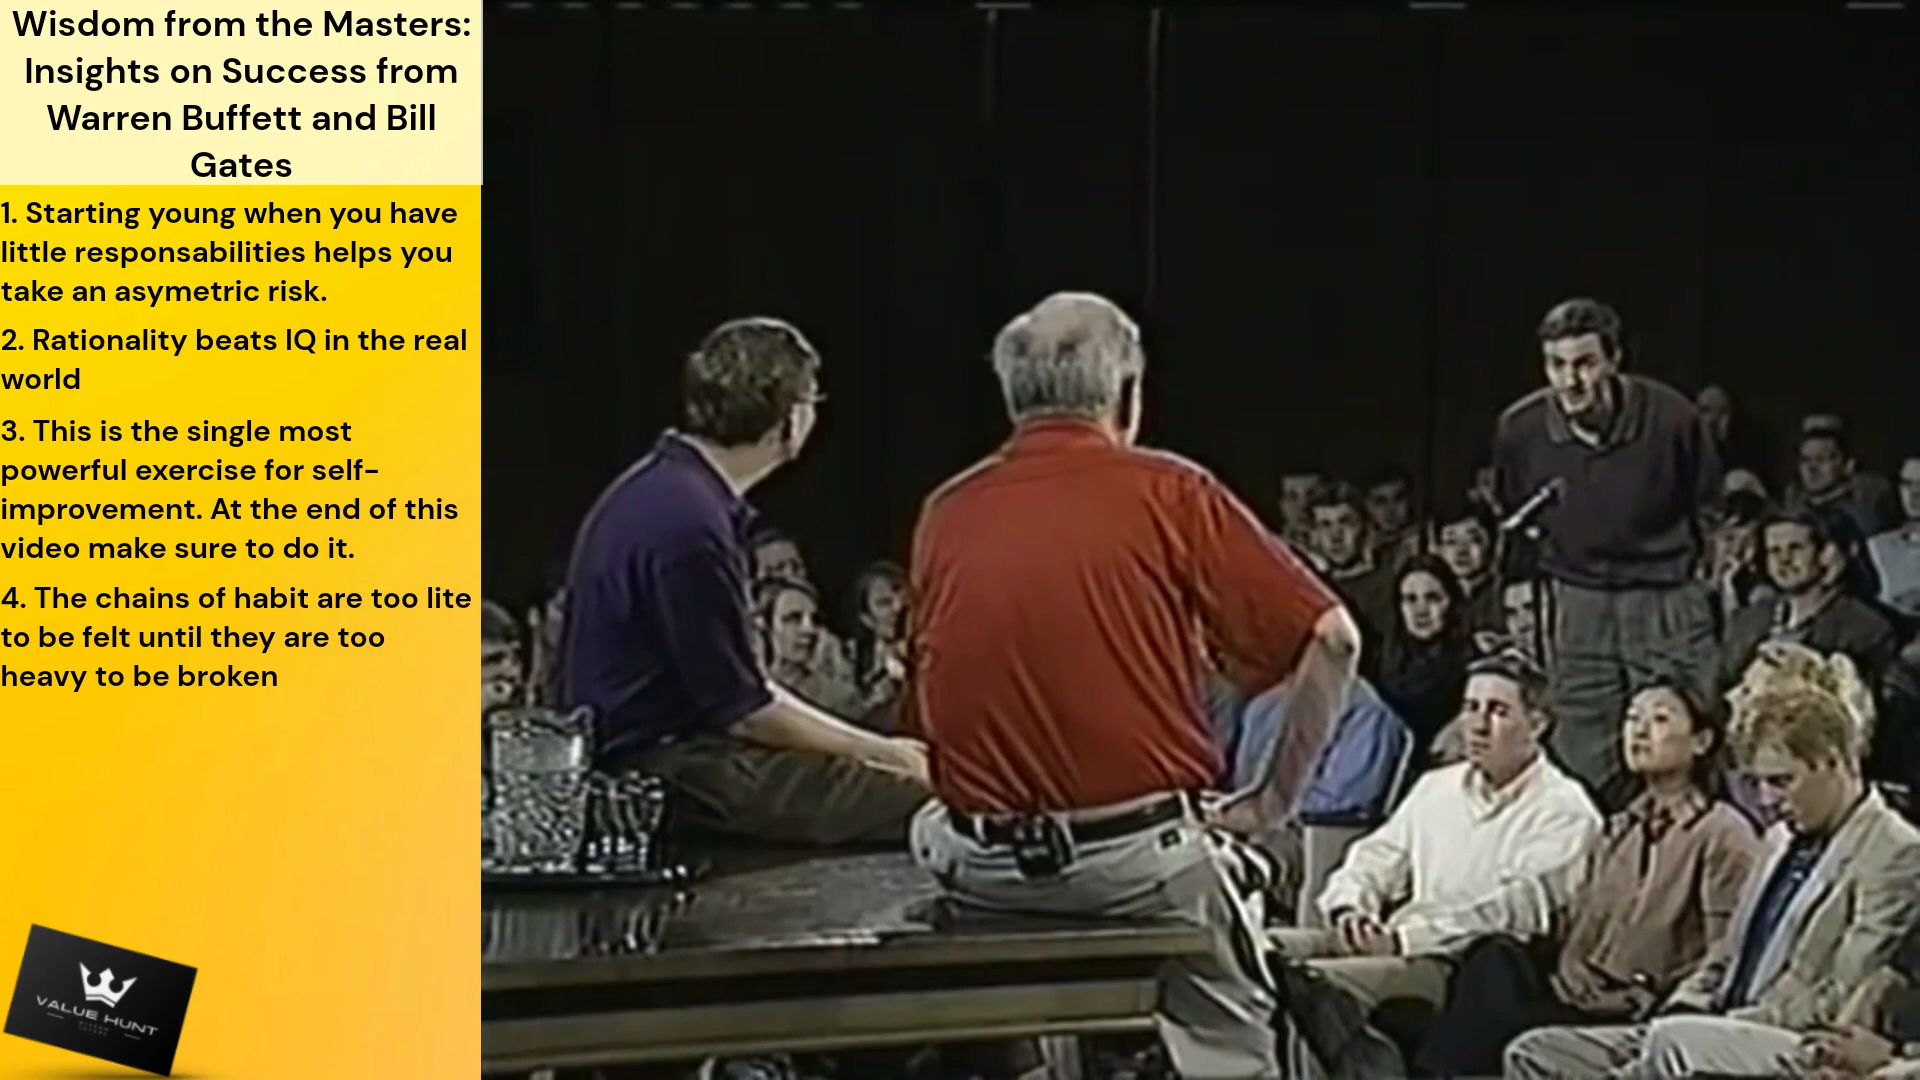 Wisdom from the Masters:
Insights on Success from
Warren Buffett and Bill
Gates
1. Starting young when you have
little responsabilities helps you
take an asymetric risk.
2. Rationality beats IQ in the real
world
3. This is the single most
powerful exercise for self-
improvement. At the end of this
video make sure to do it.
4. The chains of habit are too lite
to be felt until they are too
heavy to be broken
VALUE HUNT